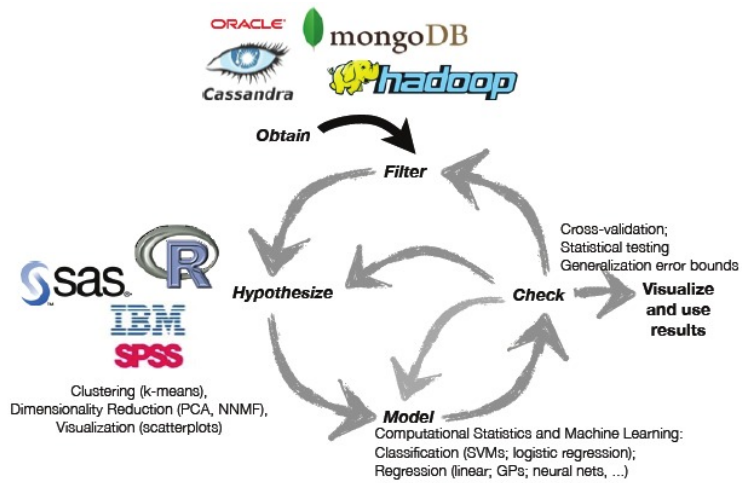 ORACLE®
mongoDB
Cassandra
hadoop
Obtain
Filter
Cross-validation;
Statistical testing
Generalization error bounds
sas®
™
R
Hypothesize
Check
Visualize
and use
results
IBM
SPSS
Clustering (k-means),
Dimensionality Reduction (PCA, NNMF),
Visualization (scatterplots)
Model
Computational Statistics and Machine Learning:
Classification (SVMs; logistic regression);
Regression (linear; GPs; neural nets, ...)